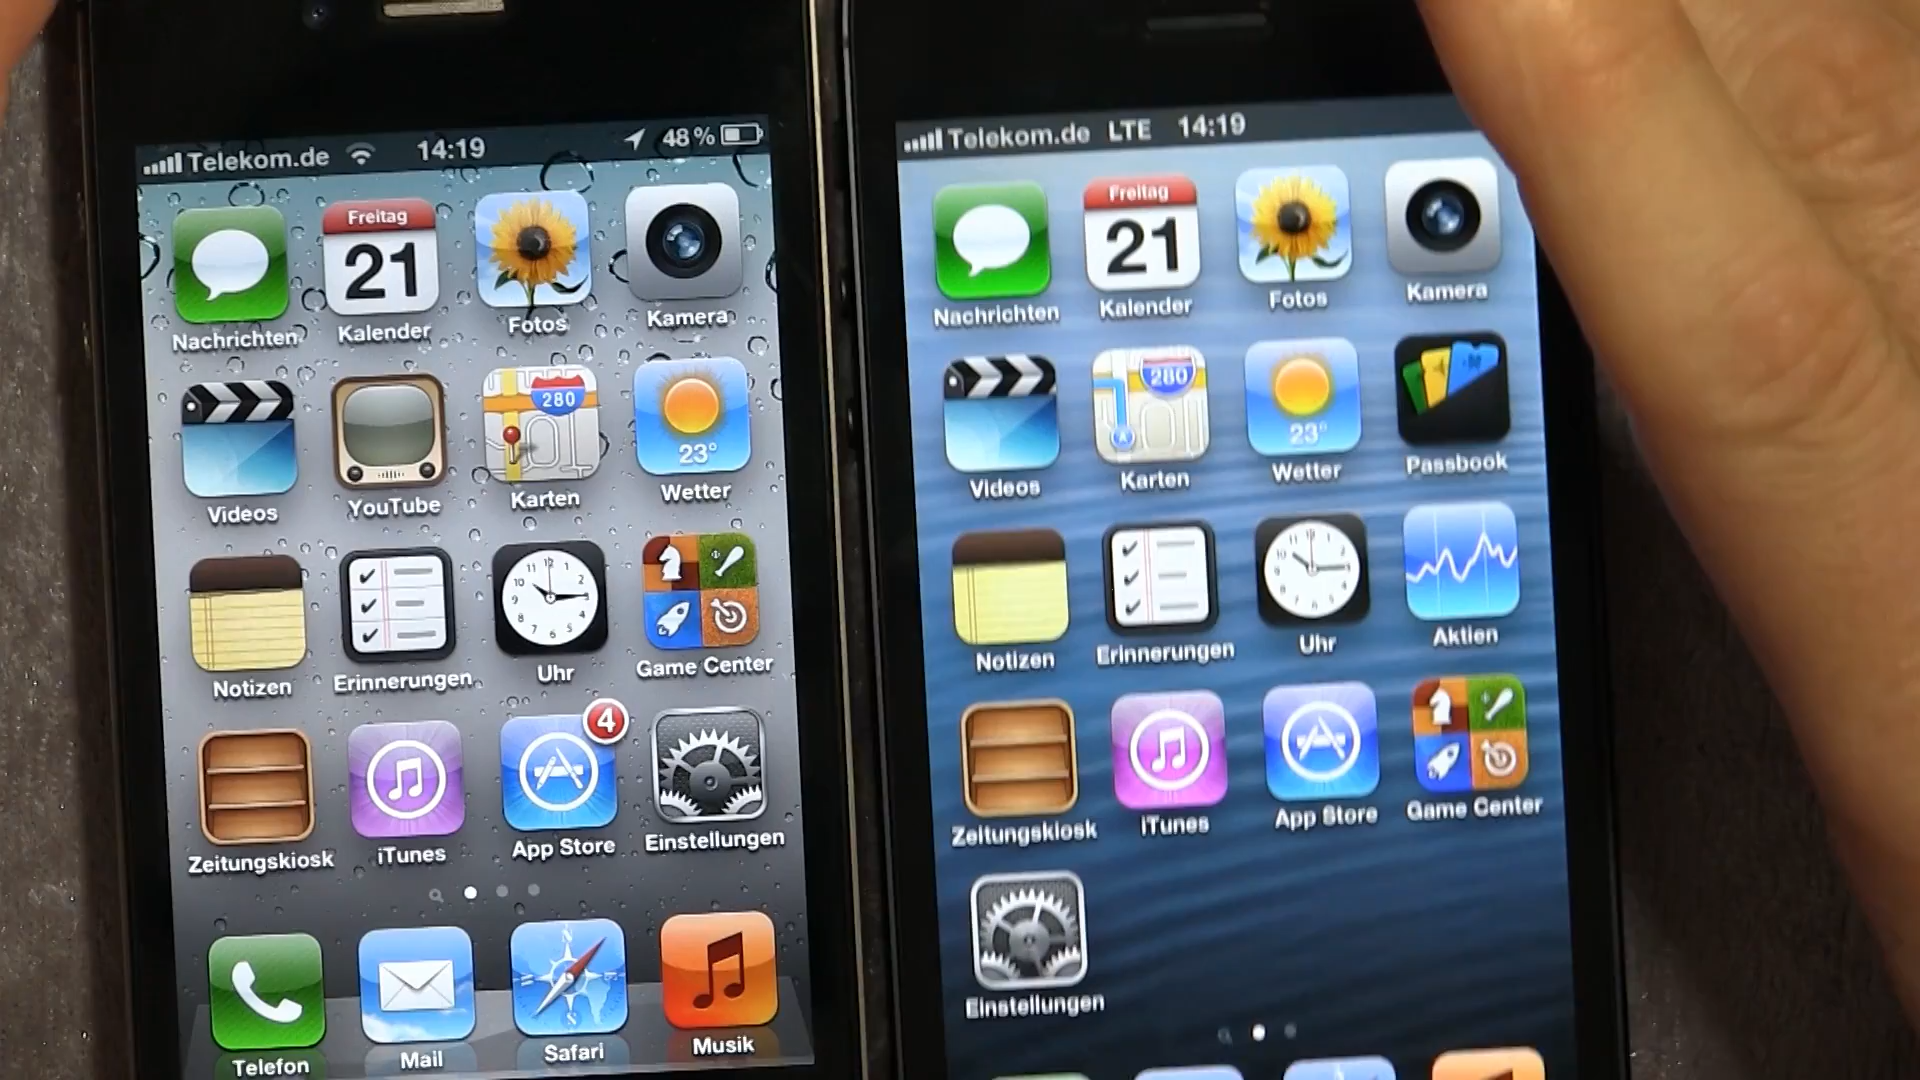 Telekom.de 14:19 48 %
Freitag
21
Nachrichten Kalender Fotos Kamera
280
23°
Videos YouTube Karten Wetter
Notizen Erinnerungen Uhr Game Center
4
Zeitungskiosk iTunes App Store Einstellungen
Telefon Mail Safari Musik
Telekom.de LTE 14:19
Freitag
21
Nachrichten Kalender Fotos Kamera
280
23°
Videos Karten Wetter Passbook
Notizen Erinnerungen Uhr Aktien
Zeitungskiosk iTunes App Store Game Center
Einstellungen